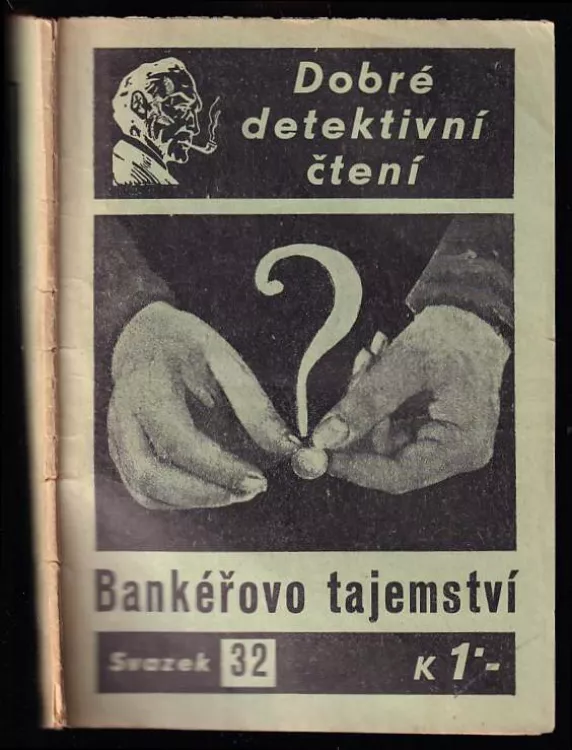 Dobré
detektivní
čtení
Bankéřovo tajemství
Svazek 32 K 1·-